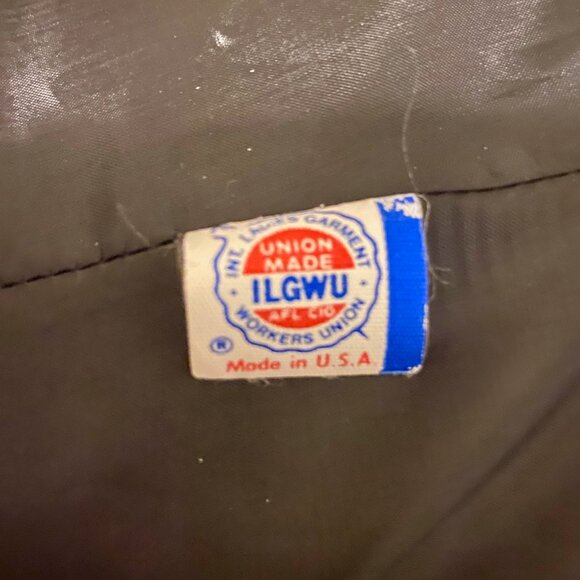 INT. LADIES GARMENT
UNION
MADE
ILGWU
AFL CIO
WORKERS UNION
®
Made in U.S.A.